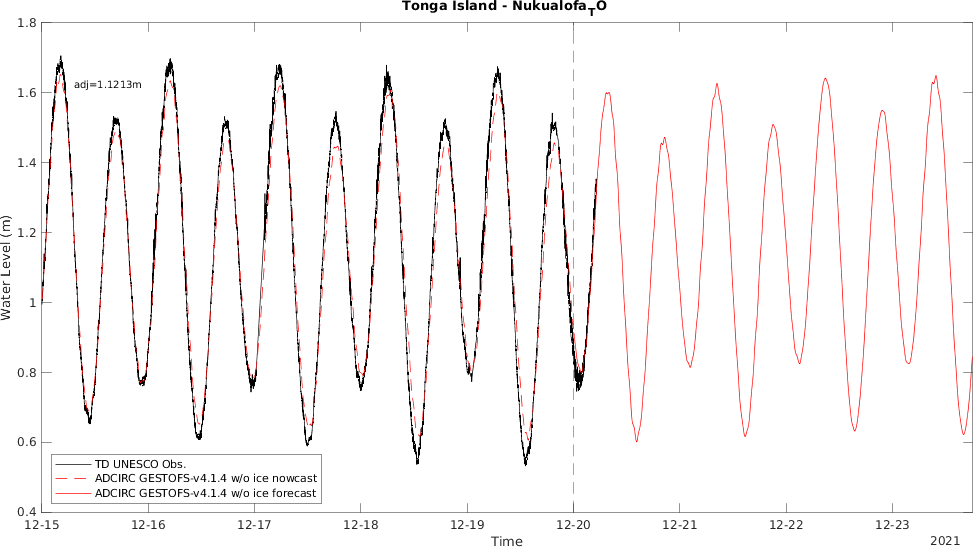 Tonga Island - NukualofaTO
1.8
adj=1.1213m
1.6
1.4
1.2
1
0.8
0.6
0.4
Water Level (m)
TD UNESCO Obs.
ADCIRC GESTOFS-v4.1.4 w/o ice nowcast
ADCIRC GESTOFS-v4.1.4 w/o ice forecast
12-15 12-16 12-17 12-18 12-19 12-20 12-21 12-22 12-23
Time
2021